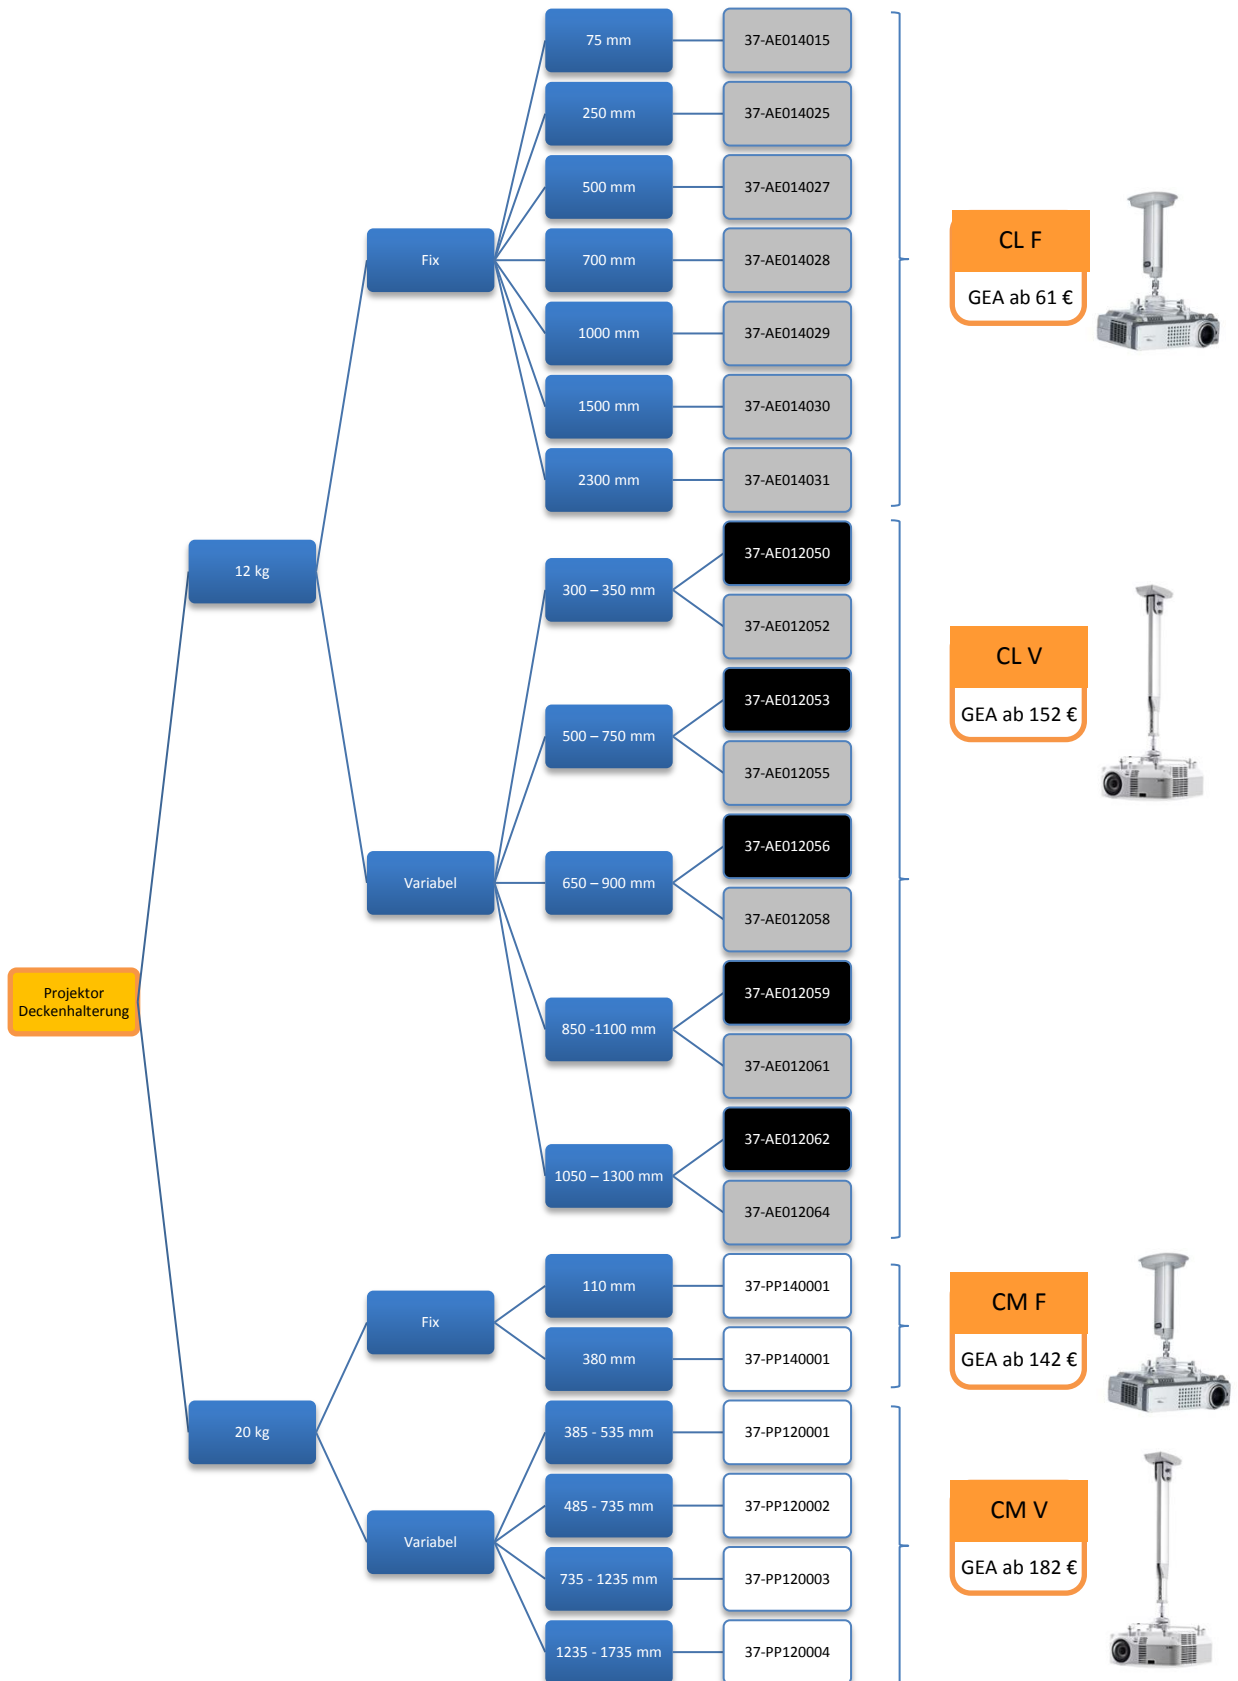 75 mm
37-AE014015
250 mm
37-AE014025
500 mm
37-AE014027
Fix
700 mm
37-AE014028
CL F
GEA ab 61 €
1000 mm
37-AE014029
1500 mm
37-AE014030
2300 mm
37-AE014031
12 kg
300 – 350 mm
37-AE012050
37-AE012052
CL V
GEA ab 152 €
500 – 750 mm
37-AE012053
37-AE012055
Variabel
650 – 900 mm
37-AE012056
37-AE012058
Projektor
Deckenhalterung
850 -1100 mm
37-AE012059
37-AE012061
1050 – 1300 mm
37-AE012062
37-AE012064
Fix
110 mm
37-PP140001
380 mm
37-PP140001
CM F
GEA ab 142 €
20 kg
385 - 535 mm
37-PP120001
485 - 735 mm
37-PP120002
Variabel
735 - 1235 mm
37-PP120003
1235 - 1735 mm
37-PP120004
CM V
GEA ab 182 €